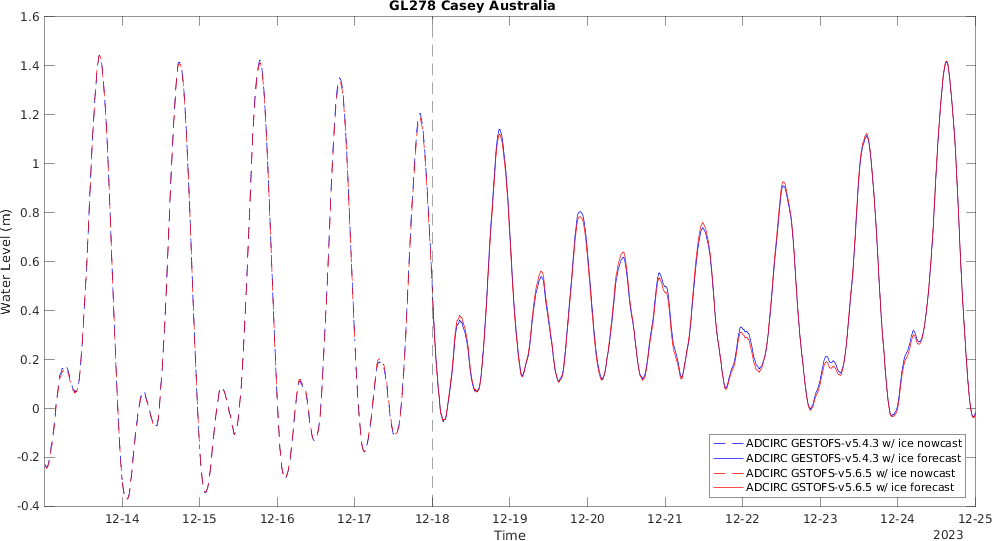 GL278 Casey Australia
1.6
1.4
1.2
1
0.8
0.6
0.4
0.2
0
-0.2
-0.4
Water Level (m)
ADCIRC GESTOFS-v5.4.3 w/ ice nowcast
ADCIRC GESTOFS-v5.4.3 w/ ice forecast
ADCIRC GSTOFS-v5.6.5 w/ ice nowcast
ADCIRC GSTOFS-v5.6.5 w/ ice forecast
12-14 12-15 12-16 12-17 12-18 12-19 12-20 12-21 12-22 12-23 12-24 12-25
Time
2023